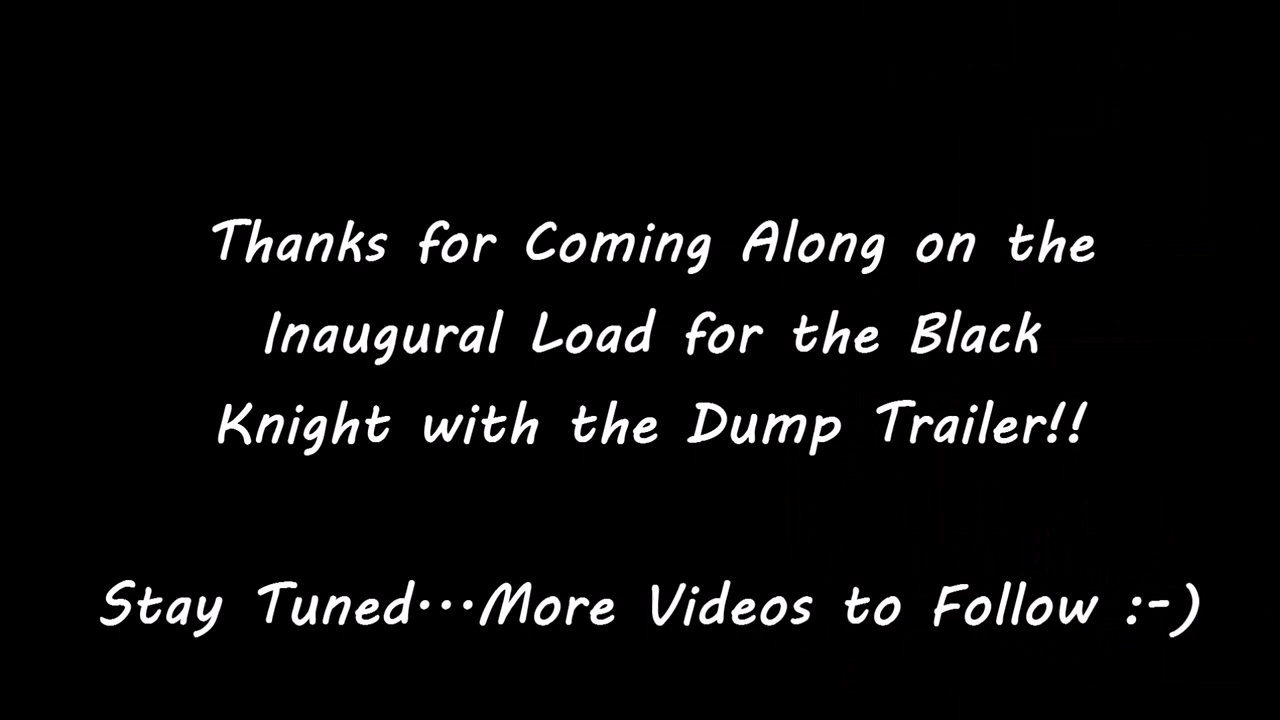 Thanks for Coming Along on the
Inaugural Load for the Black
Knight with the Dump Trailer!!
Stay Tuned...More Videos to Follow :-)